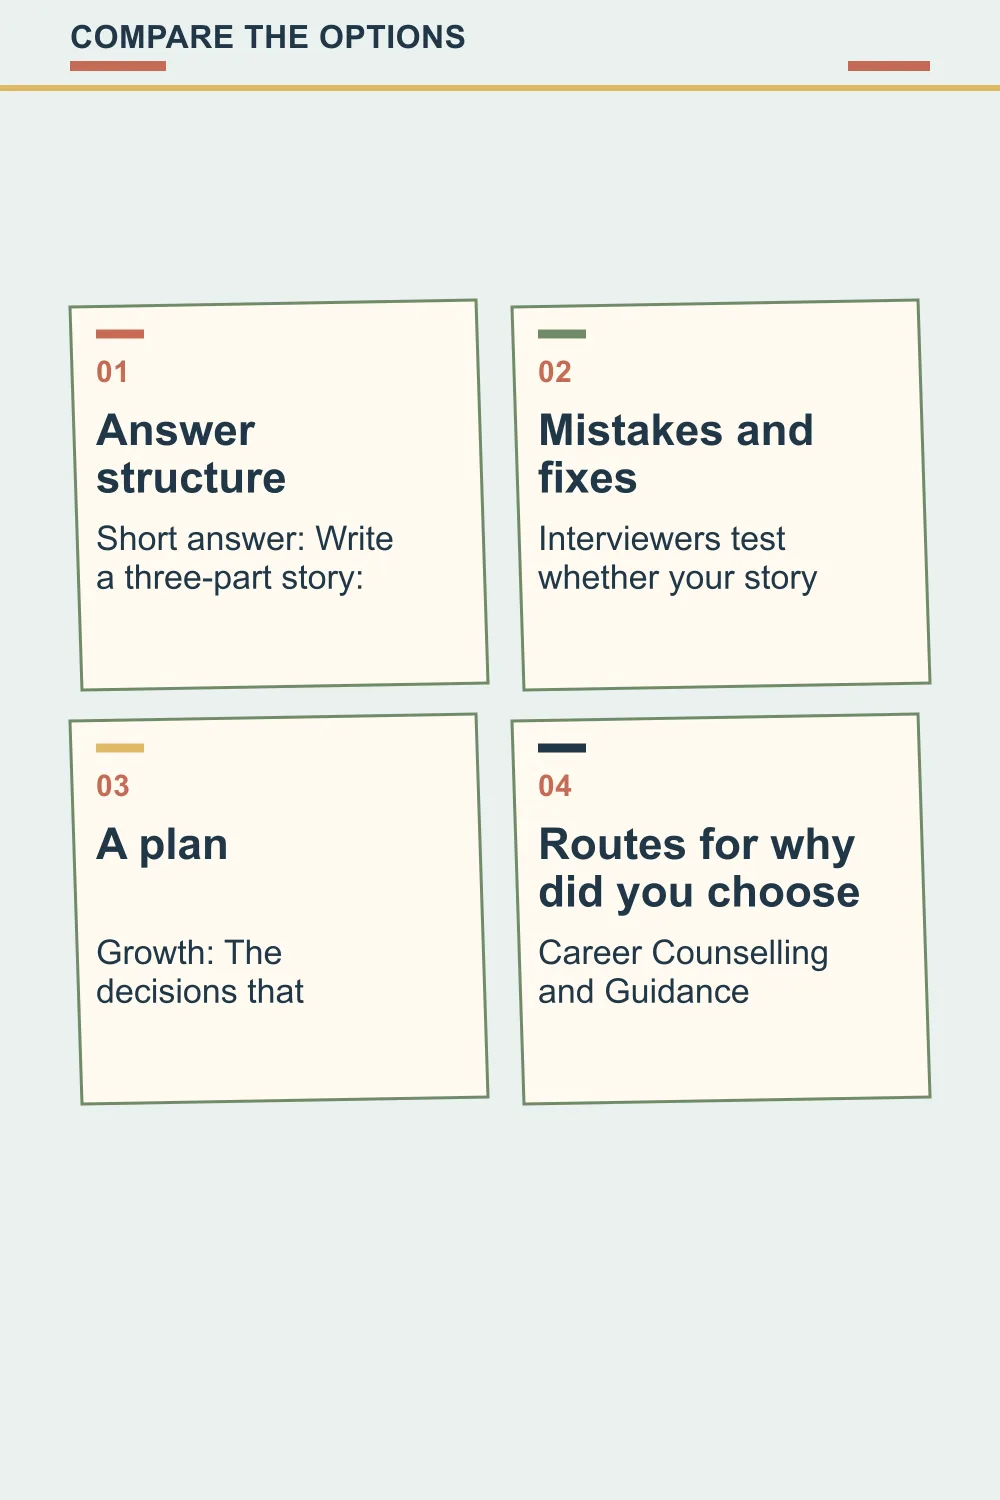 COMPARE THE OPTIONS
01
Answer
structure
Short answer: Write
a three-part story:
02
Mistakes and
fixes
Interviewers test
whether your story
03
A plan
Growth: The
decisions that
04
Routes for why
did you choose
Career Counselling
and Guidance